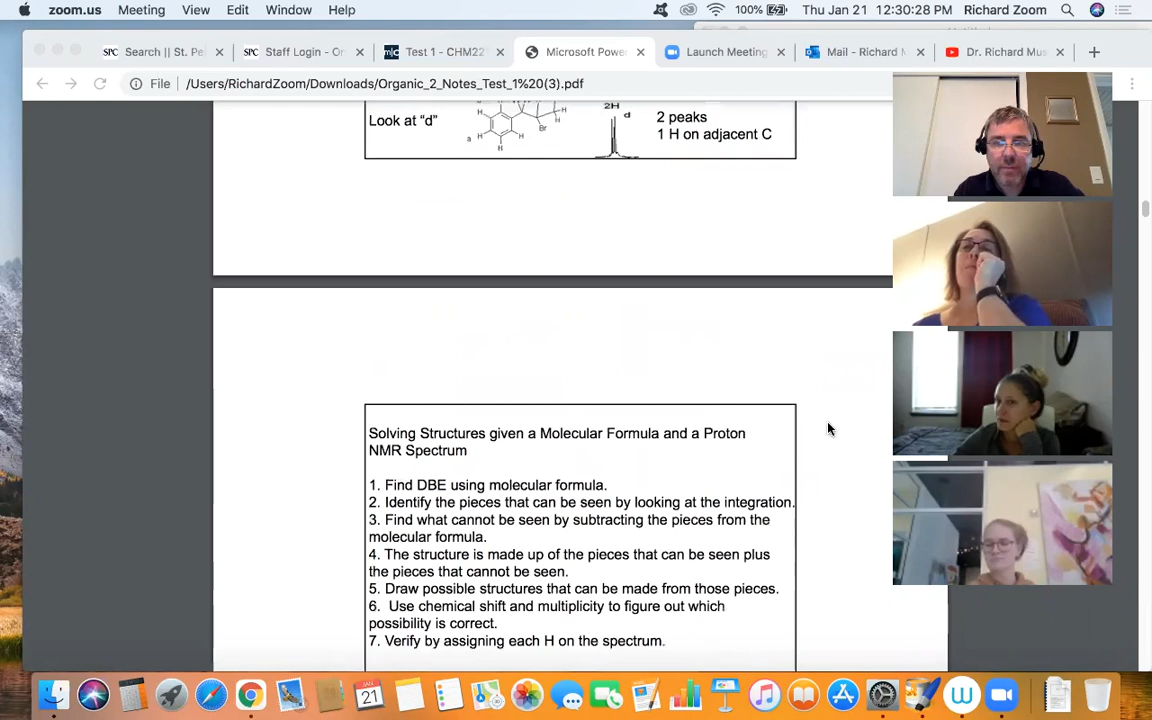 zoom.us Meeting View Edit Window Help 100% Thu Jan 21 12:30:28 PM Richard Zoom
Search || St. Pe Staff Login - O Test 1 - CHM22 Microsoft Powe Launch Meeting Mail - Richard M Dr. Richard Mus
File /Users/RichardZoom/Downloads/Organic_2_Notes_Test_1%20(3).pdf
Look at “d”
a
H
H
H
H
H
Br
2H
d
2 peaks
1 H on adjacent C
Solving Structures given a Molecular Formula and a Proton
NMR Spectrum
1. Find DBE using molecular formula.
2. Identify the pieces that can be seen by looking at the integration.
3. Find what cannot be seen by subtracting the pieces from the
molecular formula.
4. The structure is made up of the pieces that can be seen plus
the pieces that cannot be seen.
5. Draw possible structures that can be made from those pieces.
6. Use chemical shift and multiplicity to figure out which
possibility is correct.
7. Verify by assigning each H on the spectrum.
JAN
21